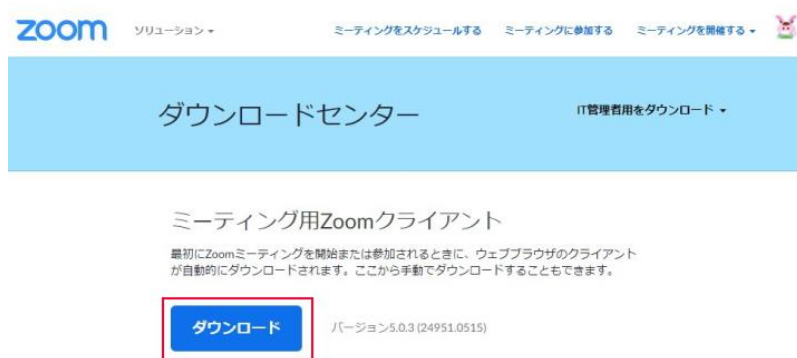 zoom ソリューション ミーティングをスケジュールする ミーティングに参加する ミーティングを開催する
ダウンロードセンター IT管理者用をダウンロード
ミーティング用Zoomクライアント
最初にZoomミーティングを開始または参加されるときに、ウェブブラウザのクライアント
が自動的にダウンロードされます。ここから手動でダウンロードすることもできます。
ダウンロード バージョン5.0.3 (24951.0515)